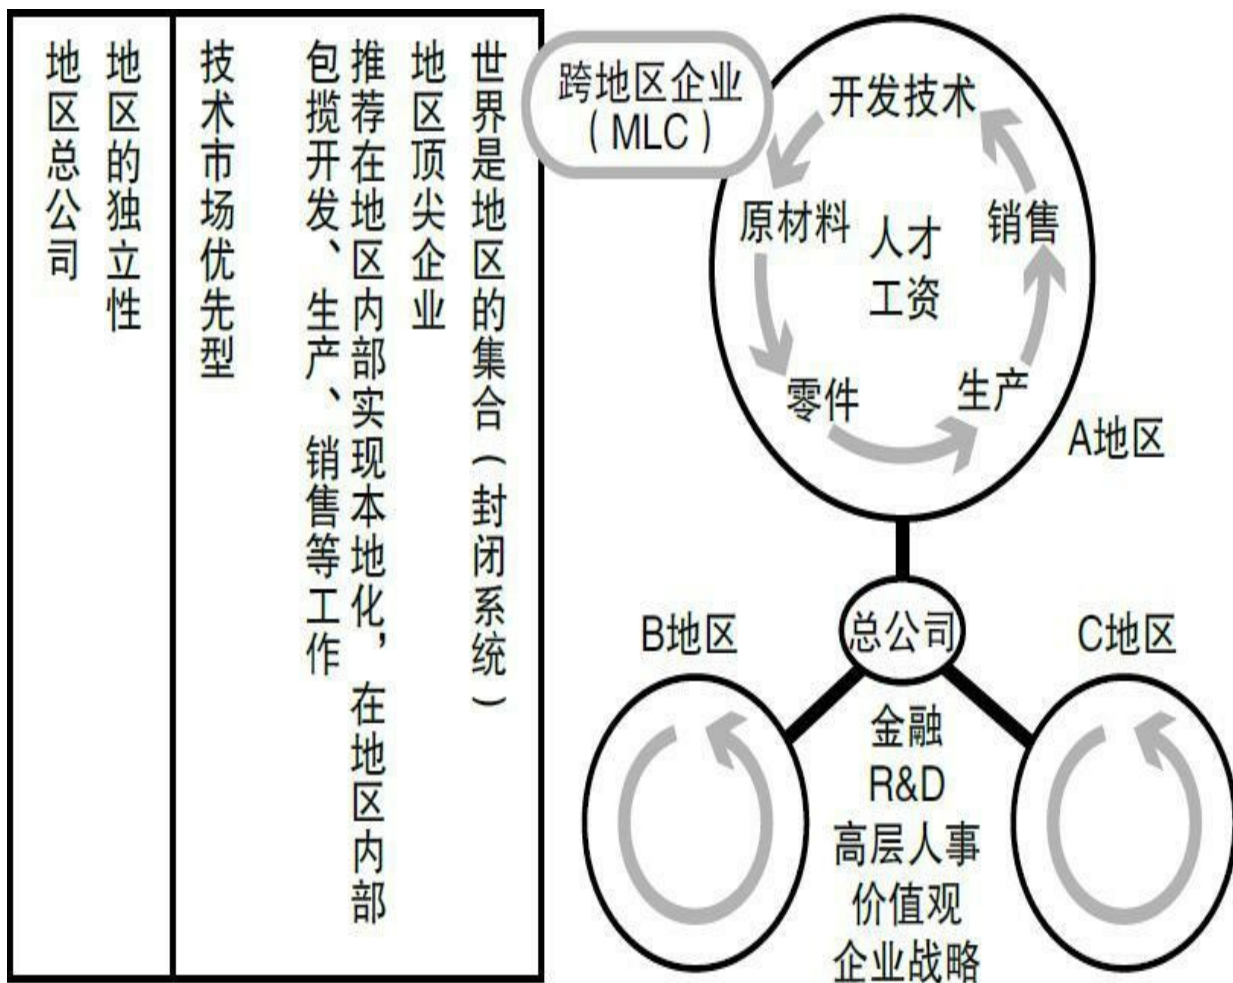 世界是地区的集合（封闭系统）
地区顶尖企业
推荐在地区内部实现本地化，在地区内部
包揽开发、生产、销售等工作
技术市场优先型
地区的独立性
地区总公司
跨地区企业
（MLC）
开发技术
原材料
人才
工资
销售
零件
生产
A地区
B地区
总公司
C地区
金融
R&D
高层人事
价值观
企业战略